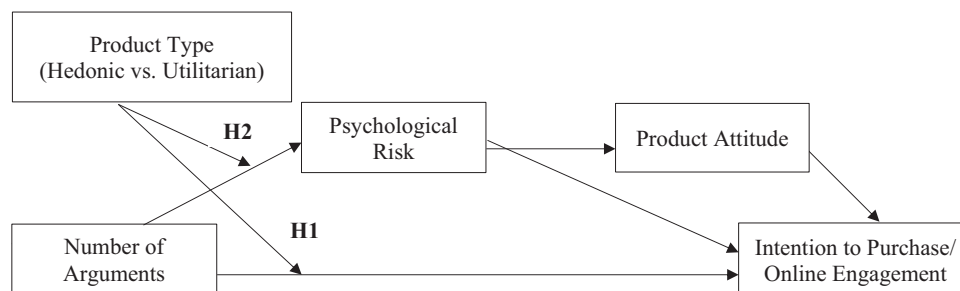 Product Type
(Hedonic vs. Utilitarian)
H2
Psychological
Risk
Product Attitude
H1
Number of
Arguments
Intention to Purchase/
Online Engagement